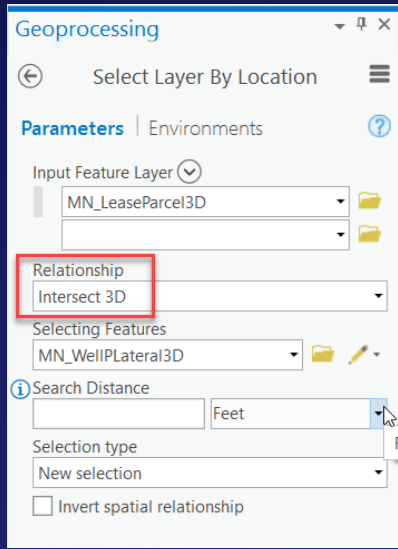 Geoprocessing
Select Layer By Location
Parameters | Environments
Input Feature Layer
MN_LeaseParcel3D
Relationship
Intersect 3D
Selecting Features
MN_WellPLateral3D
Search Distance
Feet
Selection type
New selection
Invert spatial relationship